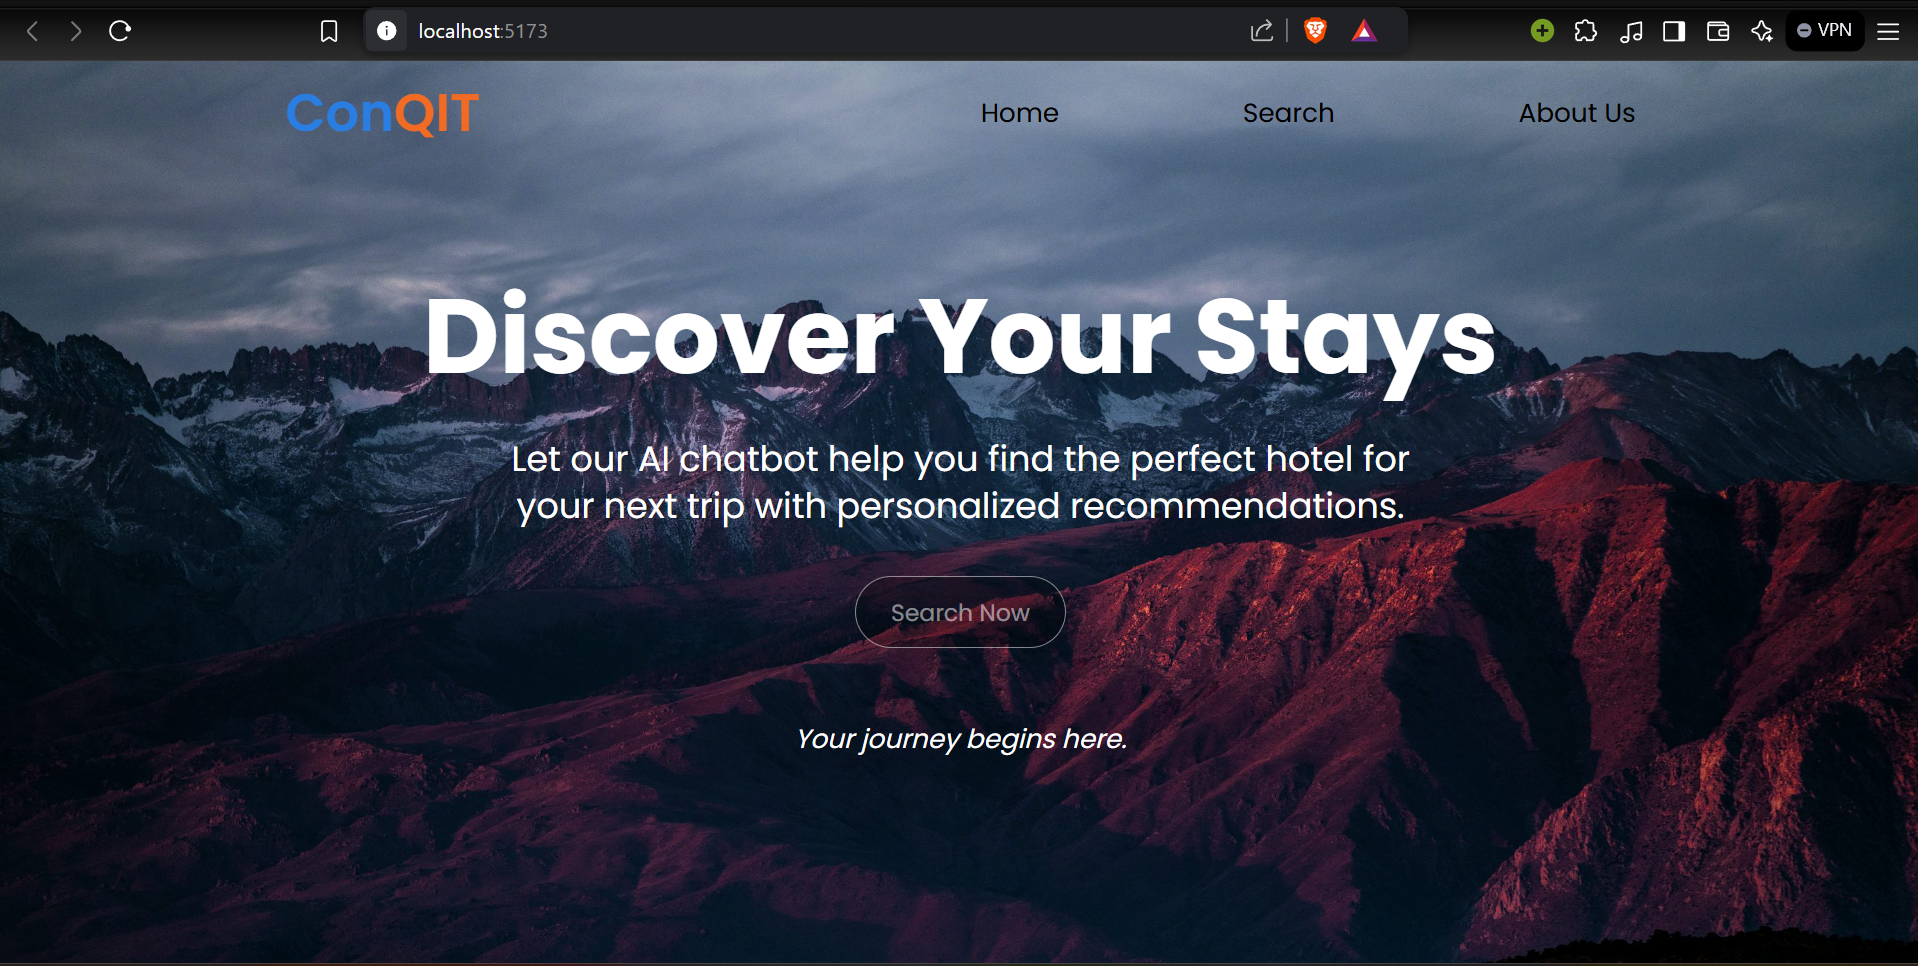 localhost:5173
VPN
ConQIT
Home
Search
About Us
Discover Your Stays
Let our AI chatbot help you find the perfect hotel for
your next trip with personalized recommendations.
Search Now
Your journey begins here.